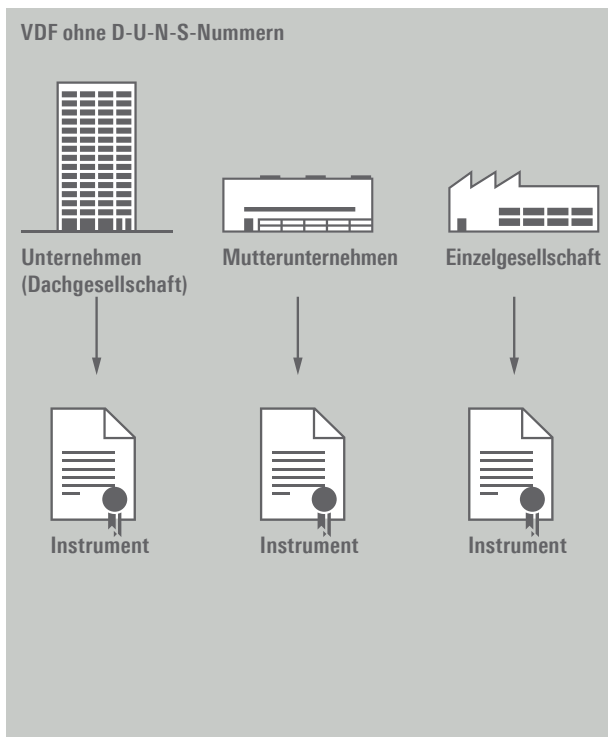 VDF ohne D-U-N-S-Nummern
Unternehmen
(Dachgesellschaft)
Mutterunternehmen
Einzelgesellschaft
Instrument
Instrument
Instrument